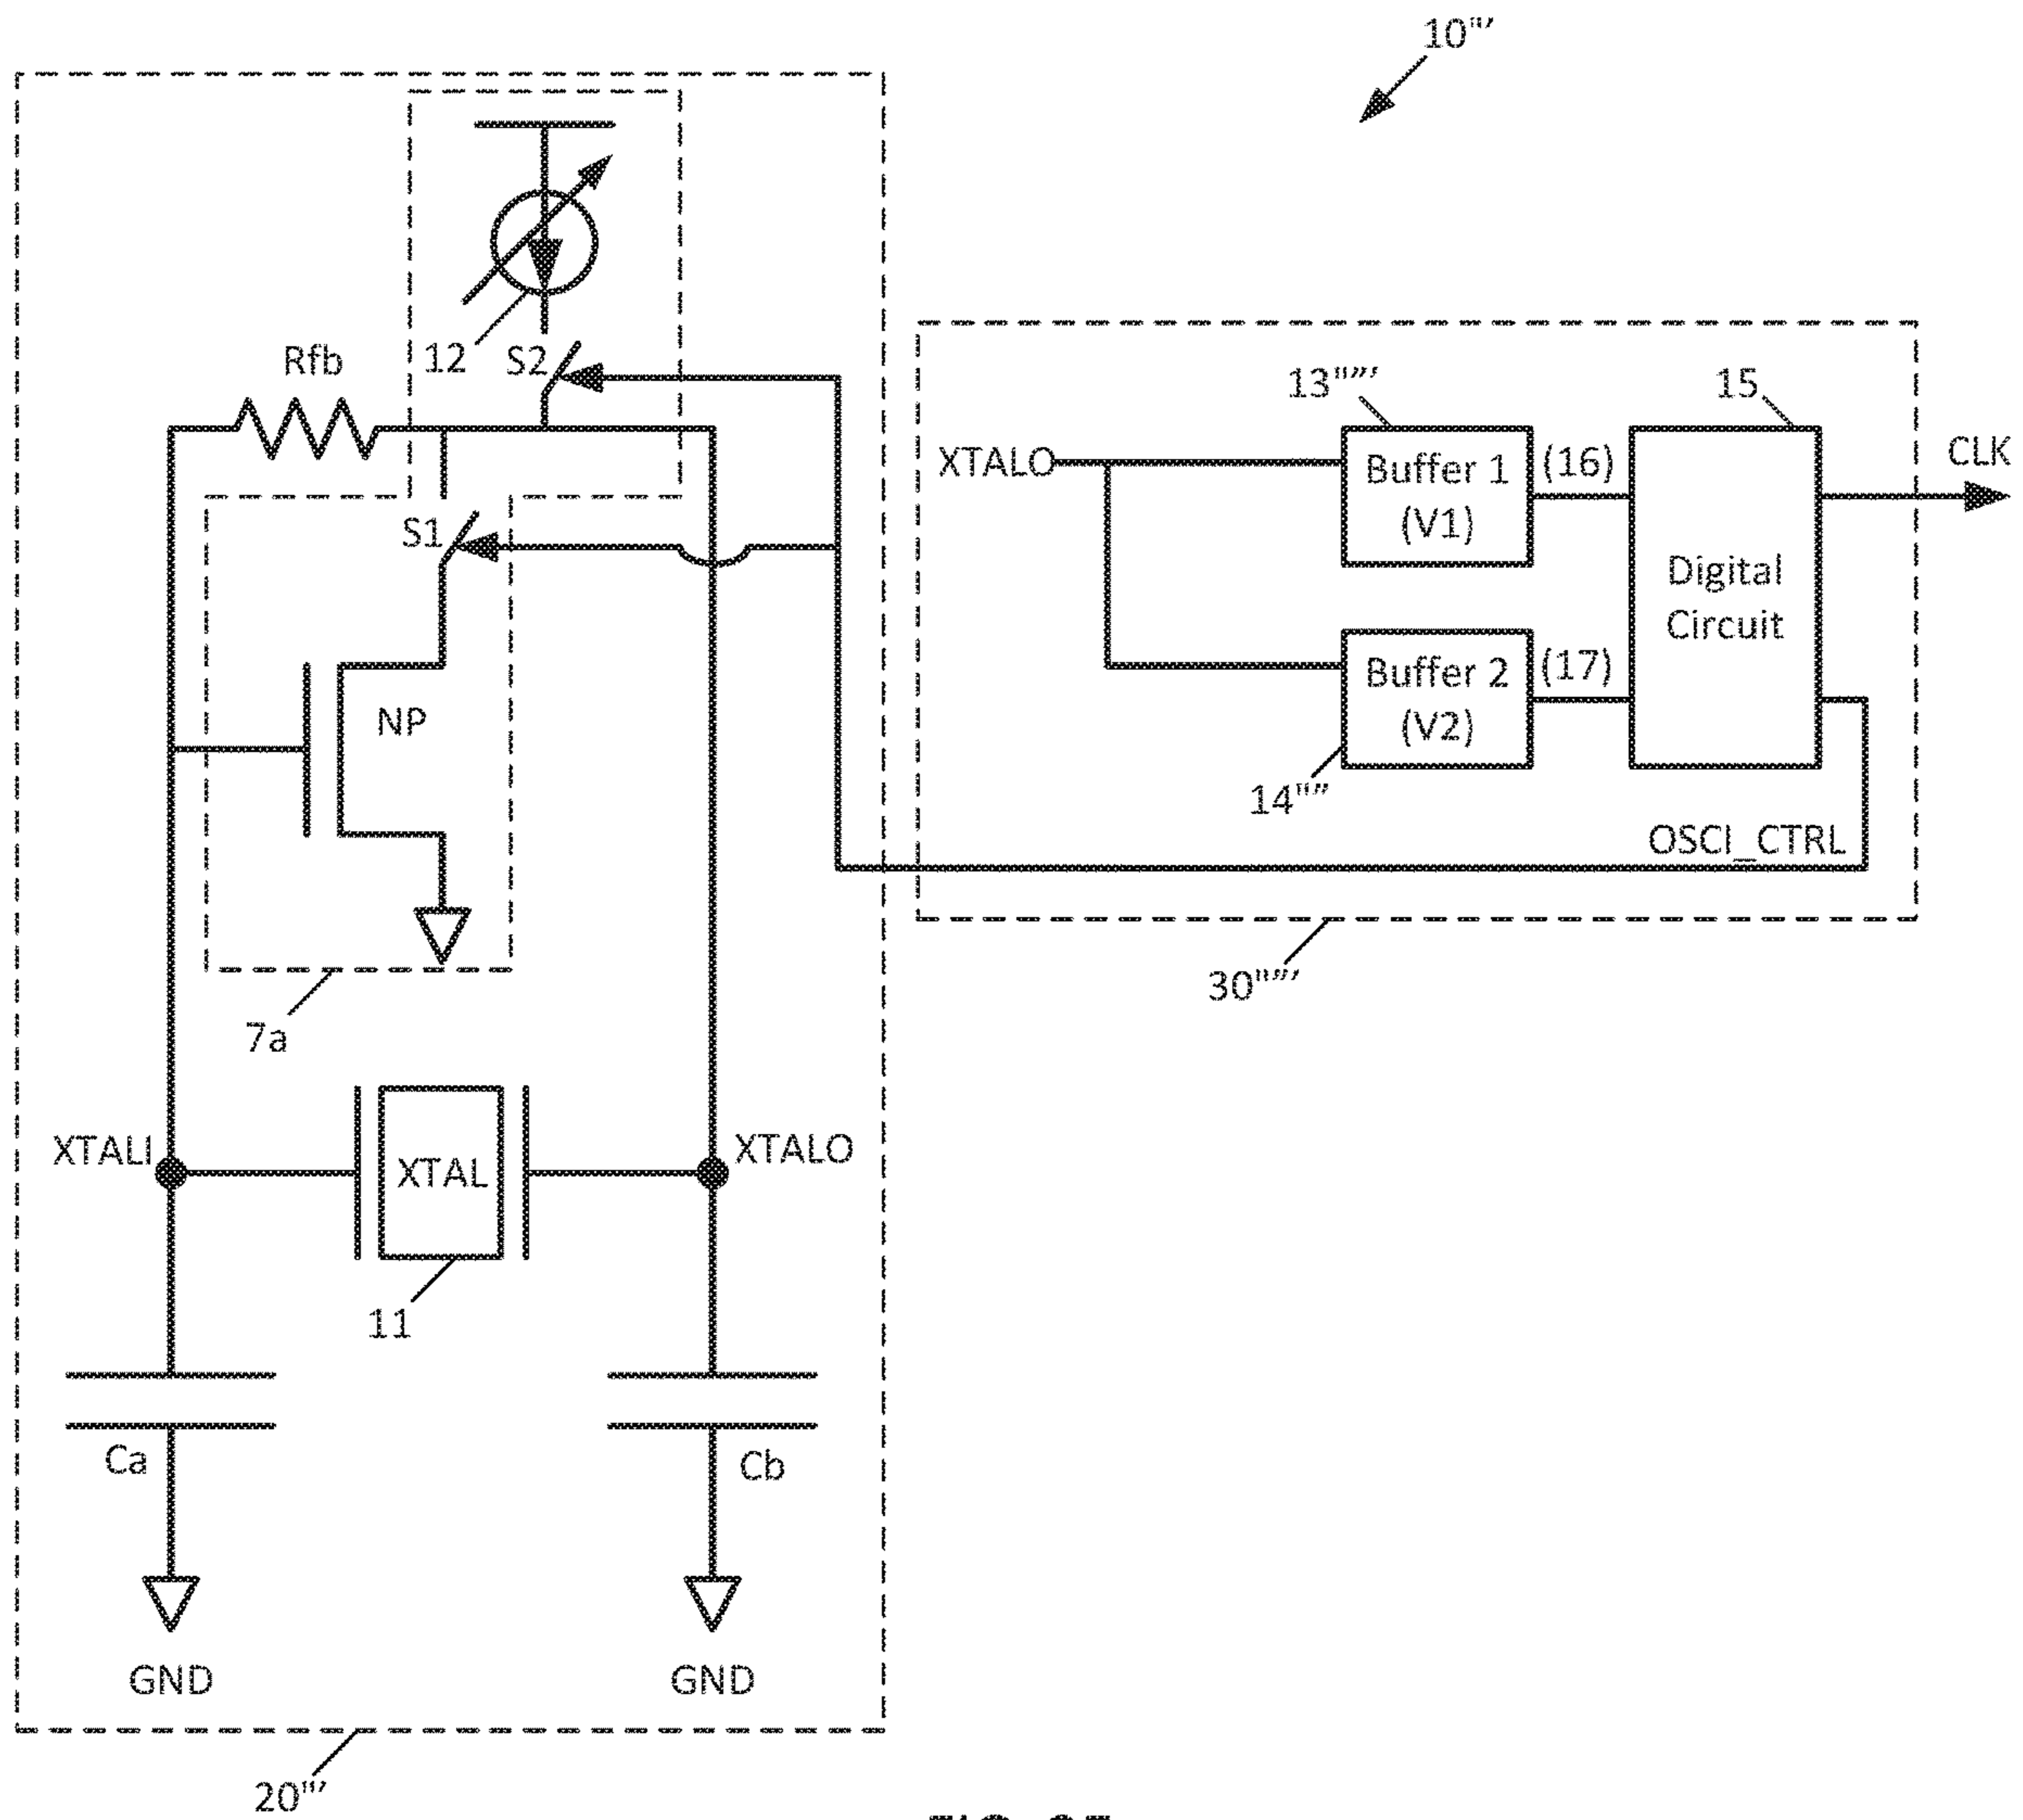 10"'
12
S2
Rfb
S1
NP
7a
XTALI
XTAL
XTALO
11
Ca
Cb
GND
GND
20"'
XTALO
13""'
Buffer 1
(V1)
(16)
15
CLK
Digital
Circuit
Buffer 2
(V2)
(17)
14""
OSCI_CTRL
30""'